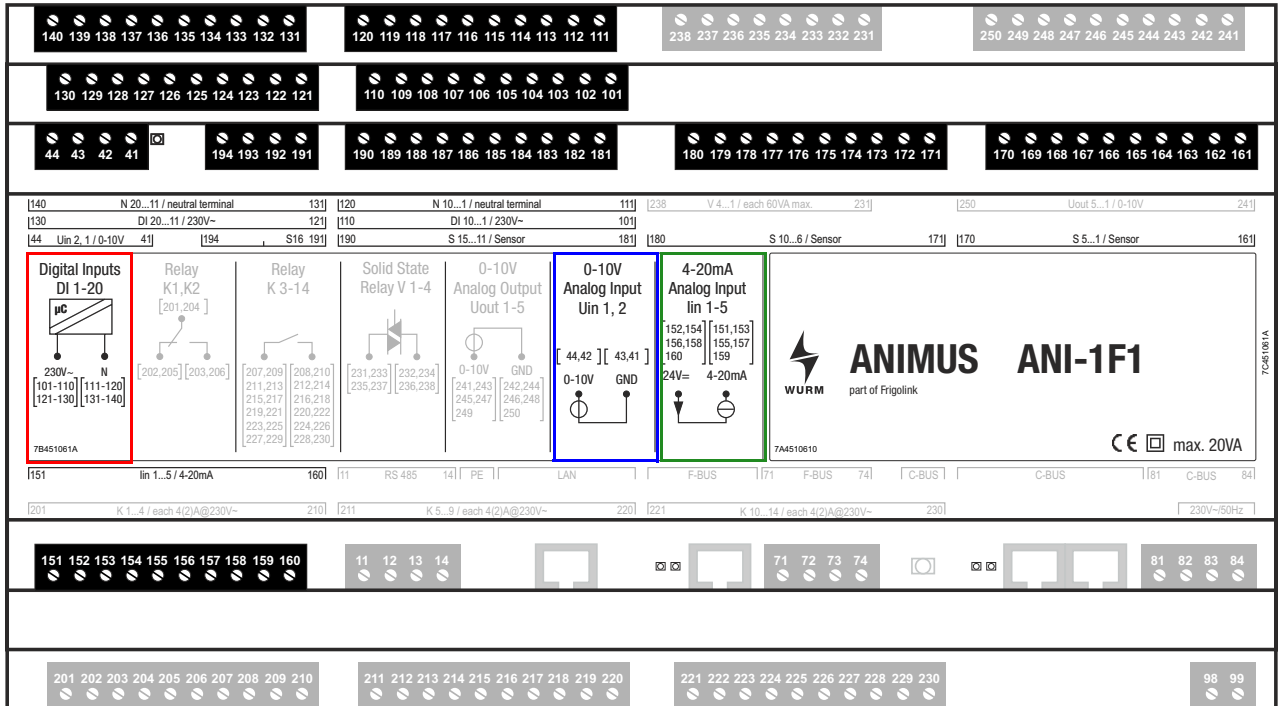 140 139 138 137 136 135 134 133 132 131
120 119 118 117 116 115 114 113 112 111
238 237 236 235 234 233 232 231
250 249 248 247 246 245 244 243 242 241
130 129 128 127 126 125 124 123 122 121
110 109 108 107 106 105 104 103 102 101
44 43 42 41
194 193 192 191
190 189 188 187 186 185 184 183 182 181
180 179 178 177 176 175 174 173 172 171
170 169 168 167 166 165 164 163 162 161
140 N 20...11 / neutral terminal 131
120 N 10...1 / neutral terminal 111
238 V 4...1 / each 60VA max. 231
250 Uout 5...1 / 0-10V 241
130 DI 20...11 / 230V~ 121
110 DI 10...1 / 230V~ 101
44 Uin 2, 1 / 0-10V 41
194 S16 191
190 S 15...11 / Sensor 181
180 S 10...6 / Sensor 171
170 S 5...1 / Sensor 161
Digital Inputs
DI 1-20
µC
230V~ N
[101-110] [111-120]
[121-130] [131-140]
7B451061A
Relay
K1,K2
[201,204 ]
[202,205] [203,206]
Relay
K 3-14
[207,209] [208,210]
211,213 212,214
215,217 216,218
219,221 220,222
223,225 224,226
[227,229] [228,230]
Solid State
Relay V 1-4
[231,233] [232,234]
[235,237] [236,238]
0-10V
Analog Output
Uout 1-5
0-10V GND
[241,243] [242,244]
245,247 246,248
[249 ] [250 ]
0-10V
Analog Input
Uin 1, 2
[ 44,42 ] [ 43,41 ]
0-10V GND
4-20mA
Analog Input
Iin 1-5
[152,154] [151,153]
156,158 155,157
[160 ] [159 ]
24V= 4-20mA
WURM
ANIMUS ANI-1F1
part of Frigolink
7A4510610
CE max. 20VA
7C451061A
151 Iin 1...5 / 4-20mA 160
11 RS 485 14
PE
LAN
F-BUS
71 F-BUS 74
C-BUS
C-BUS
81 C-BUS 84
201 K 1...4 / each 4(2)A@230V~ 210
211 K 5...9 / each 4(2)A@230V~ 220
221 K 10...14 / each 4(2)A@230V~ 230
230V~/50Hz
151 152 153 154 155 156 157 158 159 160
11 12 13 14
71 72 73 74
81 82 83 84
201 202 203 204 205 206 207 208 209 210
211 212 213 214 215 216 217 218 219 220
221 222 223 224 225 226 227 228 229 230
98 99